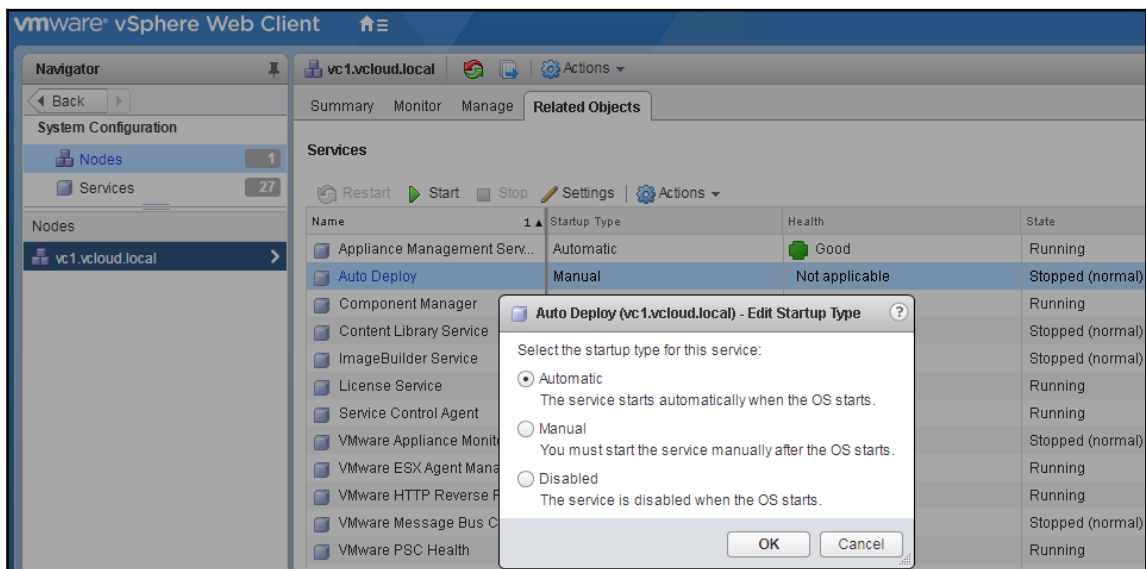 vmware® vSphere Web Client
Navigator
vc1.vcloud.local
Actions
Back
Summary Monitor Manage Related Objects
System Configuration
Nodes 1
Services 27
Services
Restart Start Stop Settings Actions
Nodes
Name 1 Startup Type Health State
vc1.vcloud.local
Appliance Management Serv... Automatic Good Running
Auto Deploy Manual Not applicable Stopped (normal)
Component Manager Running
Content Library Service Stopped (normal)
ImageBuilder Service Stopped (normal)
License Service Running
Service Control Agent Running
VMware Appliance Stopped (normal)
VMware ESX Agent Running
VMware HTTP Reverse Running
VMware Message Bus Stopped (normal)
VMware PSC Health Running
Auto Deploy (vc1.vcloud.local) - Edit Startup Type ?
Select the startup type for this service:
Automatic
The service starts automatically when the OS starts.
Manual
You must start the service manually after the OS starts.
Disabled
The service is disabled when the OS starts.
OK Cancel